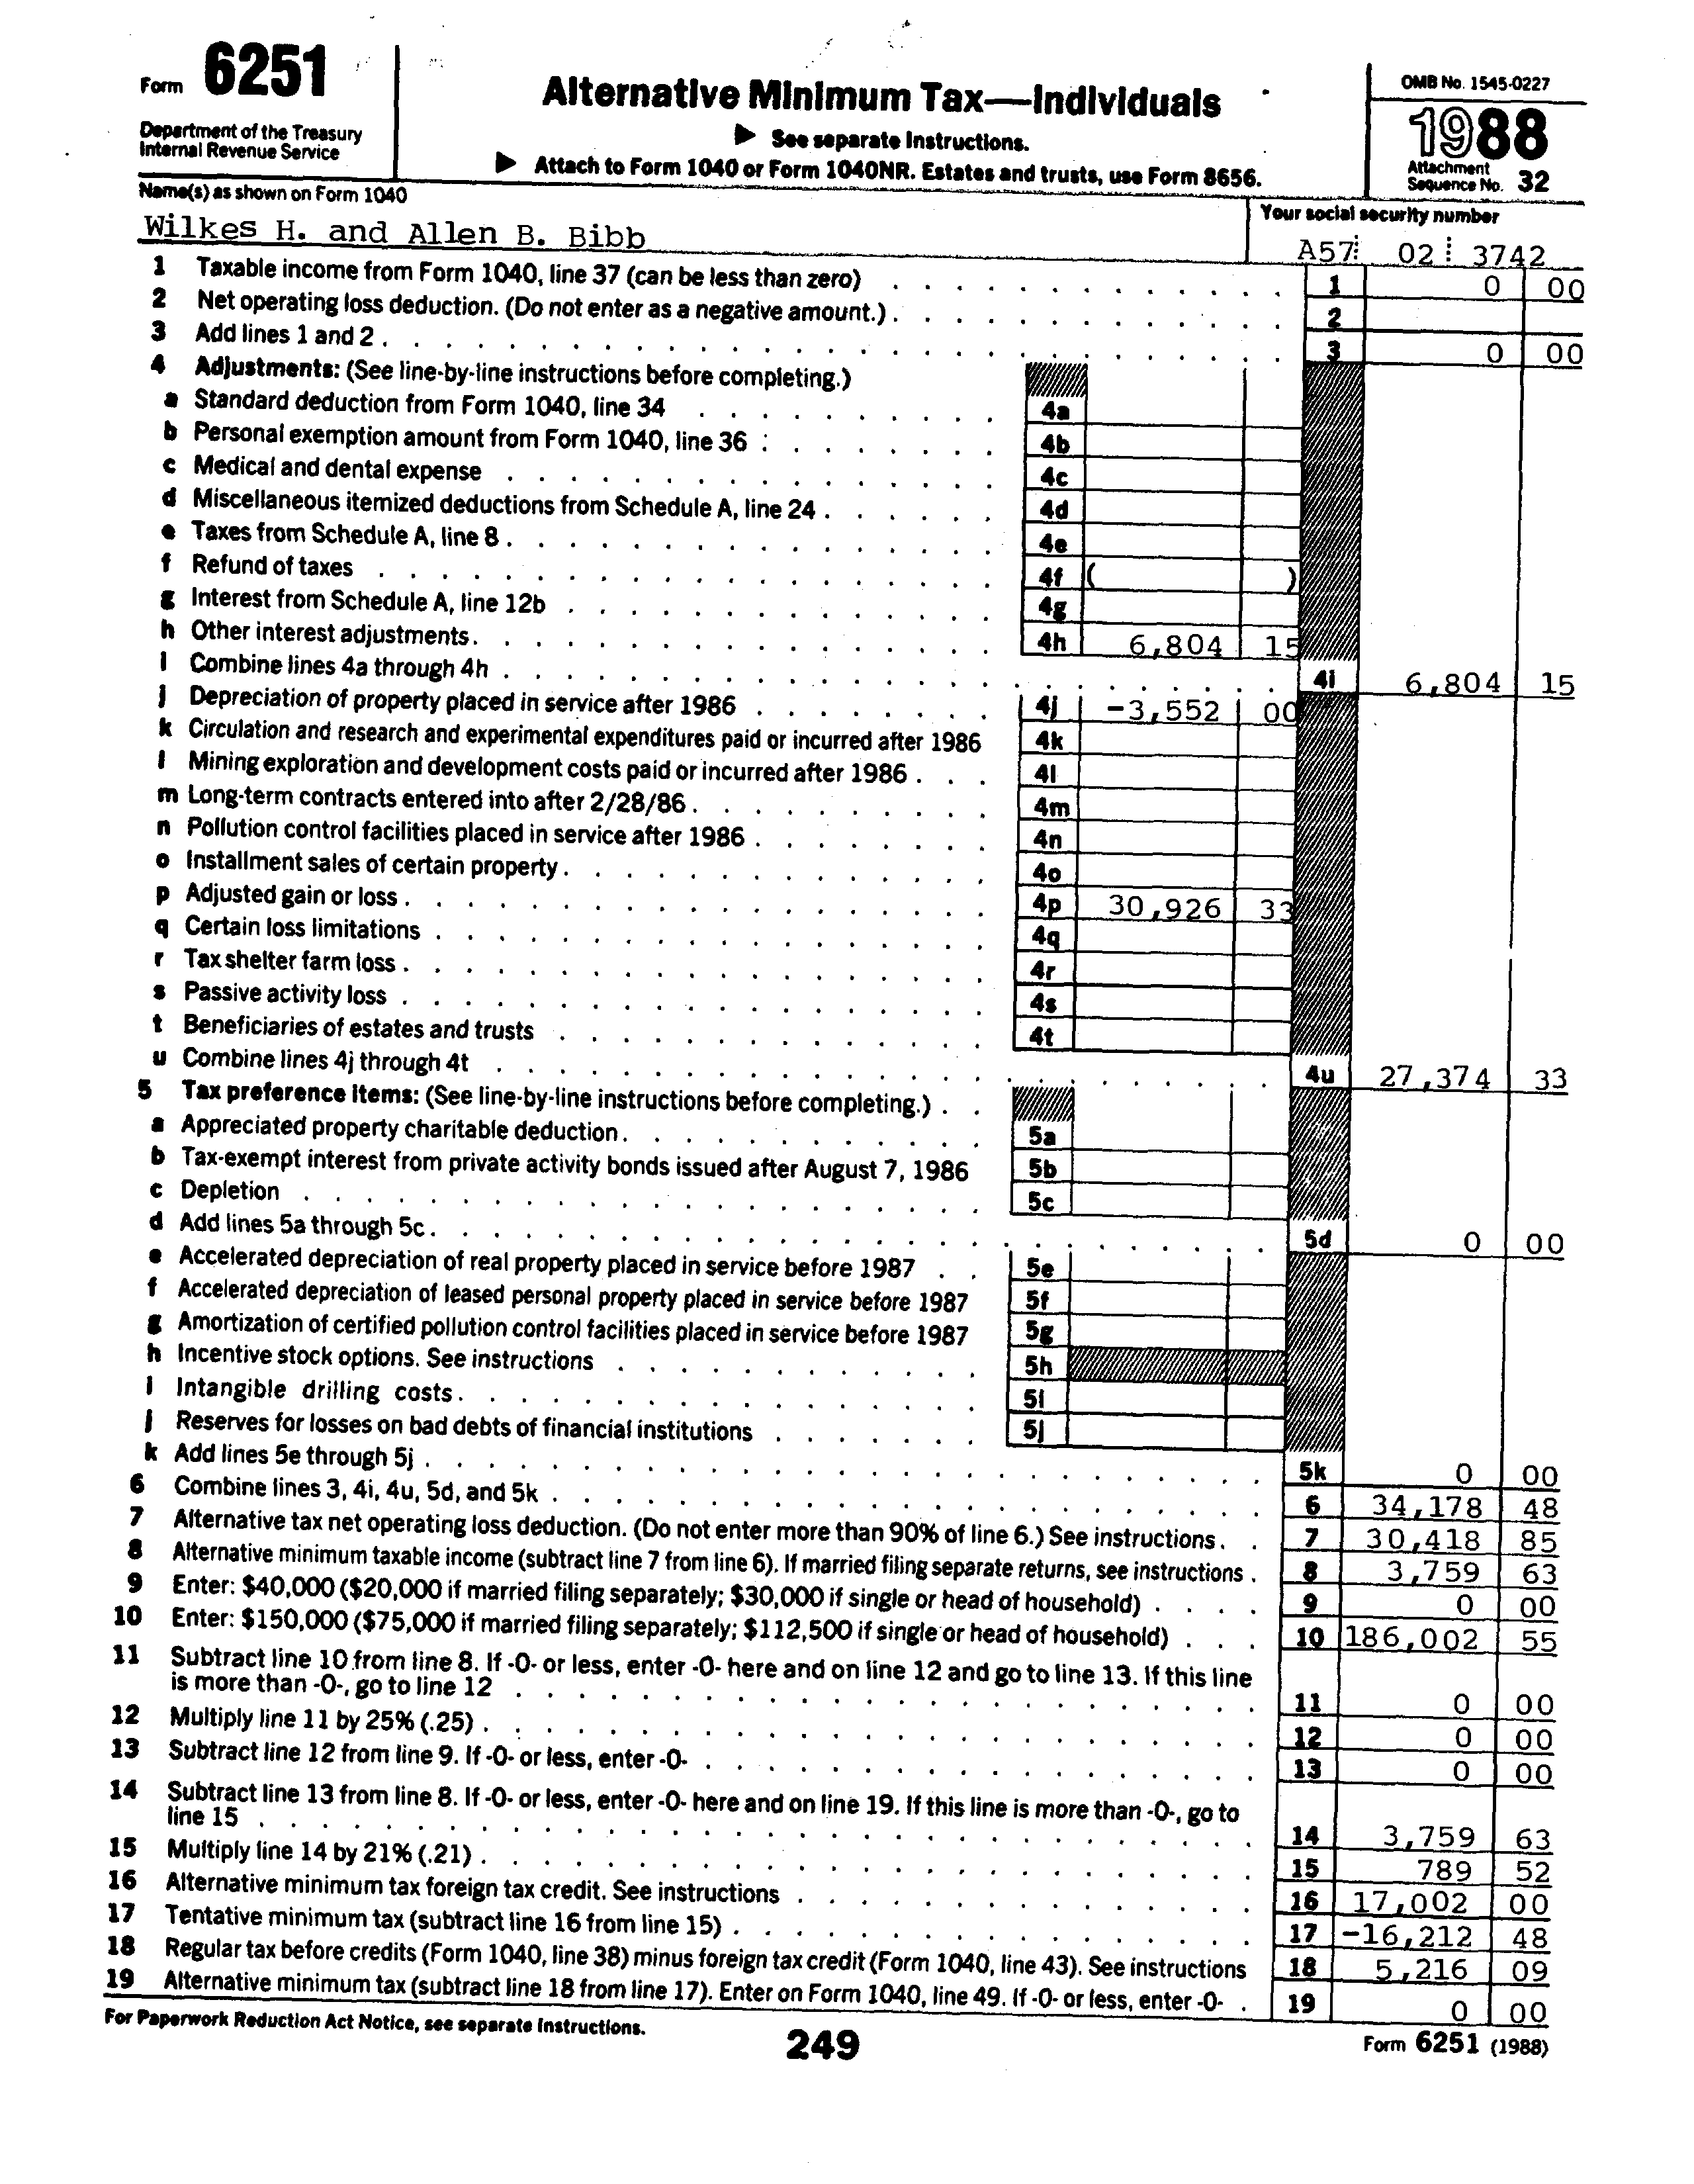 Form 6251
Department of the Treasury
Internal Revenue Service
Alternative Minimum Tax—Individuals
▶ See separate Instructions.
▶ Attach to Form 1040 or Form 1040NR. Estates and trusts, use Form 8656.
OMB No. 1545-0227
1988
Attachment
Sequence No. 32
Name(s) as shown on Form 1040
Your social security number
Wilkes H. and Allen B. Bibb
A57 02 3742
1 Taxable income from Form 1040, line 37 (can be less than zero) 1 0 00
2 Net operating loss deduction. (Do not enter as a negative amount.) 2
3 Add lines 1 and 2 3 0 00
4 Adjustments: (See line-by-line instructions before completing.)
a Standard deduction from Form 1040, line 34 4a
b Personal exemption amount from Form 1040, line 36 4b
c Medical and dental expense 4c
d Miscellaneous itemized deductions from Schedule A, line 24 4d
e Taxes from Schedule A, line 8 4e
f Refund of taxes 4f ( )
g Interest from Schedule A, line 12b 4g
h Other interest adjustments 4h 6,804 15
i Combine lines 4a through 4h 4i 6,804 15
j Depreciation of property placed in service after 1986 4j -3,552 00
k Circulation and research and experimental expenditures paid or incurred after 1986 4k
l Mining exploration and development costs paid or incurred after 1986 4l
m Long-term contracts entered into after 2/28/86 4m
n Pollution control facilities placed in service after 1986 4n
o Installment sales of certain property 4o
p Adjusted gain or loss 4p 30,926 33
q Certain loss limitations 4q
r Tax shelter farm loss 4r
s Passive activity loss 4s
t Beneficiaries of estates and trusts 4t
u Combine lines 4j through 4t 4u 27,374 33
5 Tax preference items: (See line-by-line instructions before completing.)
a Appreciated property charitable deduction 5a
b Tax-exempt interest from private activity bonds issued after August 7, 1986 5b
c Depletion 5c
d Add lines 5a through 5c 5d 0 00
e Accelerated depreciation of real property placed in service before 1987 5e
f Accelerated depreciation of leased personal property placed in service before 1987 5f
g Amortization of certified pollution control facilities placed in service before 1987 5g
h Incentive stock options. See instructions 5h
i Intangible drilling costs 5i
j Reserves for losses on bad debts of financial institutions 5j
k Add lines 5e through 5j 5k 0 00
6 Combine lines 3, 4i, 4u, 5d, and 5k 6 34,178 48
7 Alternative tax net operating loss deduction. (Do not enter more than 90% of line 6.) See instructions. 7 30,418 85
8 Alternative minimum taxable income (subtract line 7 from line 6). If married filing separate returns, see instructions 8 3,759 63
9 Enter: $40,000 ($20,000 if married filing separately; $30,000 if single or head of household) 9 0 00
10 Enter: $150,000 ($75,000 if married filing separately; $112,500 if single or head of household) 10 186,002 55
11 Subtract line 10 from line 8. If -0- or less, enter -0- here and on line 12 and go to line 13. If this line
is more than -0-, go to line 12 11 0 00
12 Multiply line 11 by 25% (.25) 12 0 00
13 Subtract line 12 from line 9. If -0- or less, enter -0- 13 0 00
14 Subtract line 13 from line 8. If -0- or less, enter -0- here and on line 19. If this line is more than -0-, go to
line 15 14 3,759 63
15 Multiply line 14 by 21% (.21) 15 789 52
16 Alternative minimum tax foreign tax credit. See instructions 16 17,002 00
17 Tentative minimum tax (subtract line 16 from line 15) 17 -16,212 48
18 Regular tax before credits (Form 1040, line 38) minus foreign tax credit (Form 1040, line 43). See instructions 18 5,216 09
19 Alternative minimum tax (subtract line 18 from line 17). Enter on Form 1040, line 49. If -0- or less, enter -0- 19 0 00
For Paperwork Reduction Act Notice, see separate Instructions.
249
Form 6251 (1988)